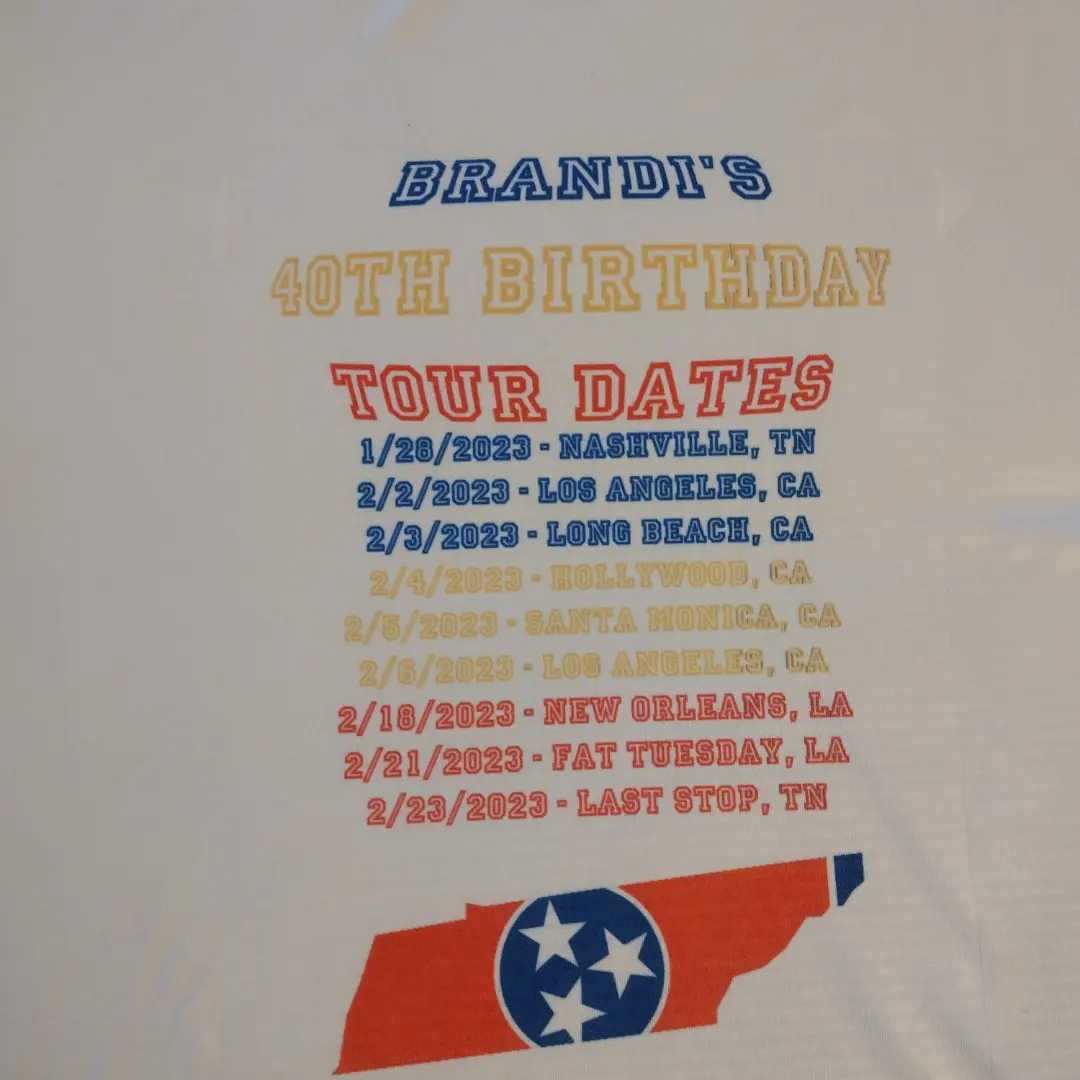 BRANDI'S
40TH BIRTHDAY
TOUR DATES
1/28/2023 - NASHVILLE, TN
2/2/2023 - LOS ANGELES, CA
2/3/2023 - LONG BEACH, CA
2/4/2023 - HOLLYWOOD, CA
2/5/2023 - SANTA MONICA, CA
2/6/2023 - LOS ANGELES, CA
2/18/2023 - NEW ORLEANS, LA
2/21/2023 - FAT TUESDAY, LA
2/23/2023 - LAST STOP, TN